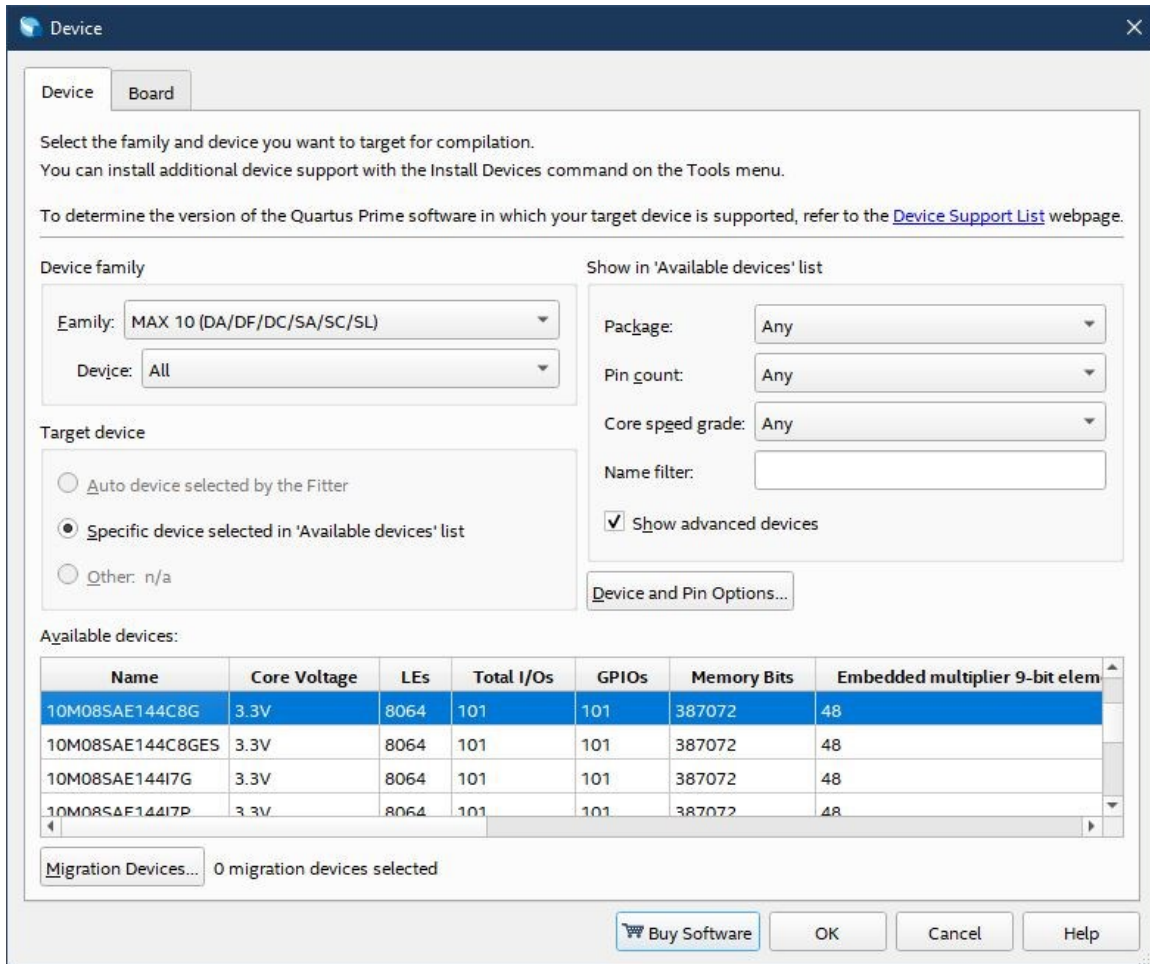 Device
Device Board
Select the family and device you want to target for compilation.
You can install additional device support with the Install Devices command on the Tools menu.
To determine the version of the Quartus Prime software in which your target device is supported, refer to the Device Support List webpage.
Device family
Family: MAX 10 (DA/DF/DC/SA/SC/SL)
Device: All
Show in 'Available devices' list
Package: Any
Pin count: Any
Core speed grade: Any
Name filter:
Show advanced devices
Target device
Auto device selected by the Fitter
Specific device selected in 'Available devices' list
Other: n/a
Device and Pin Options...
Available devices:
Name Core Voltage LEs Total I/Os GPIOs Memory Bits Embedded multiplier 9-bit elem
10M08SAE144C8G 3.3V 8064 101 101 387072 48
10M08SAE144C8GES 3.3V 8064 101 101 387072 48
10M08SAE144I7G 3.3V 8064 101 101 387072 48
10M08SAE144I7P 3.3V 8064 101 101 387072 48
Migration Devices... 0 migration devices selected
Buy Software OK Cancel Help